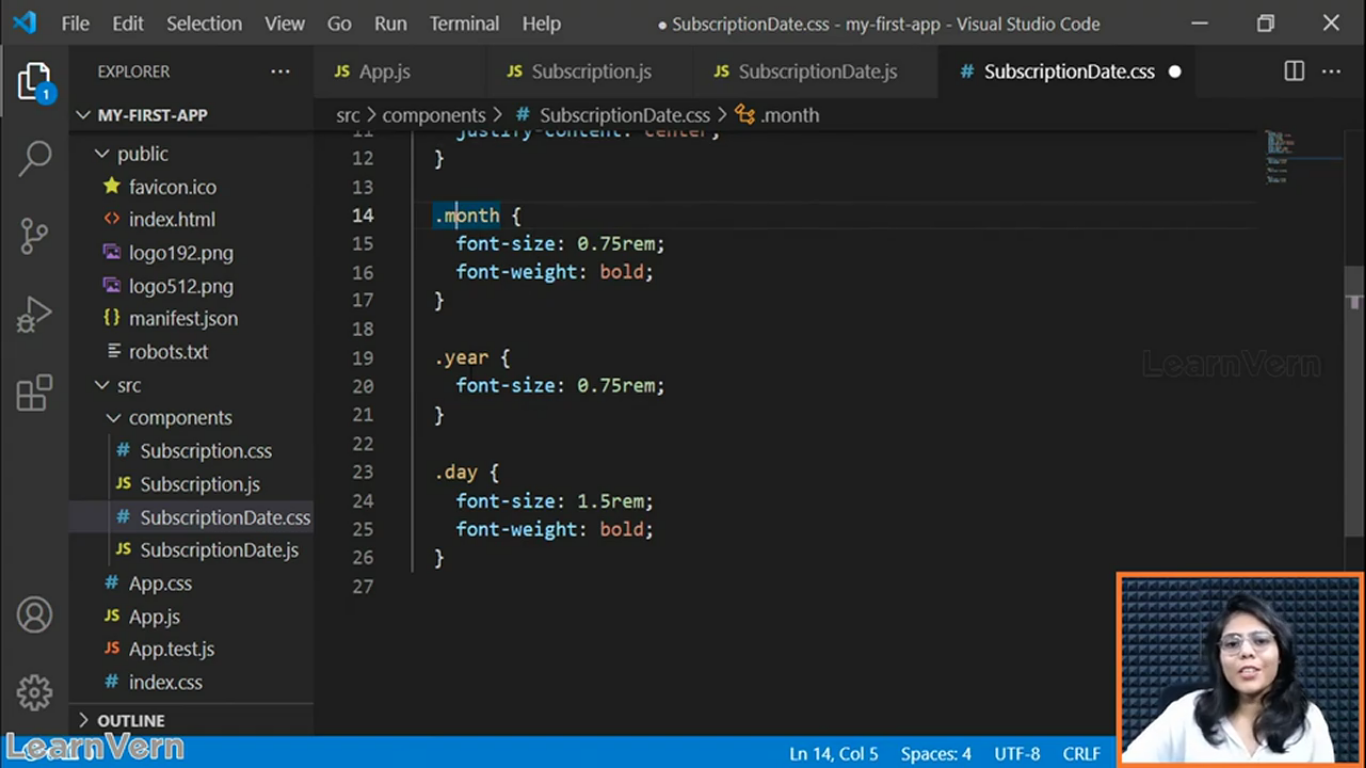 File Edit Selection View Go Run Terminal Help ● SubscriptionDate.css - my-first-app - Visual Studio Code
EXPLORER ···
JS App.js JS Subscription.js JS SubscriptionDate.js # SubscriptionDate.css ●
src > components > # SubscriptionDate.css > .month
1
MY-FIRST-APP
public
favicon.ico
<> index.html
logo192.png
logo512.png
{} manifest.json
robots.txt
src
components
# Subscription.css
JS Subscription.js
# SubscriptionDate.css
JS SubscriptionDate.js
# App.css
JS App.js
JS App.test.js
# index.css
OUTLINE
11 justify-content: center;
12 }
13
14 .month {
15 font-size: 0.75rem;
16 font-weight: bold;
17 }
18
19 .year {
20 font-size: 0.75rem;
21 }
22
23 .day {
24 font-size: 1.5rem;
25 font-weight: bold;
26 }
27
LearnVern
LearnVern
Ln 14, Col 5 Spaces: 4 UTF-8 CRLF